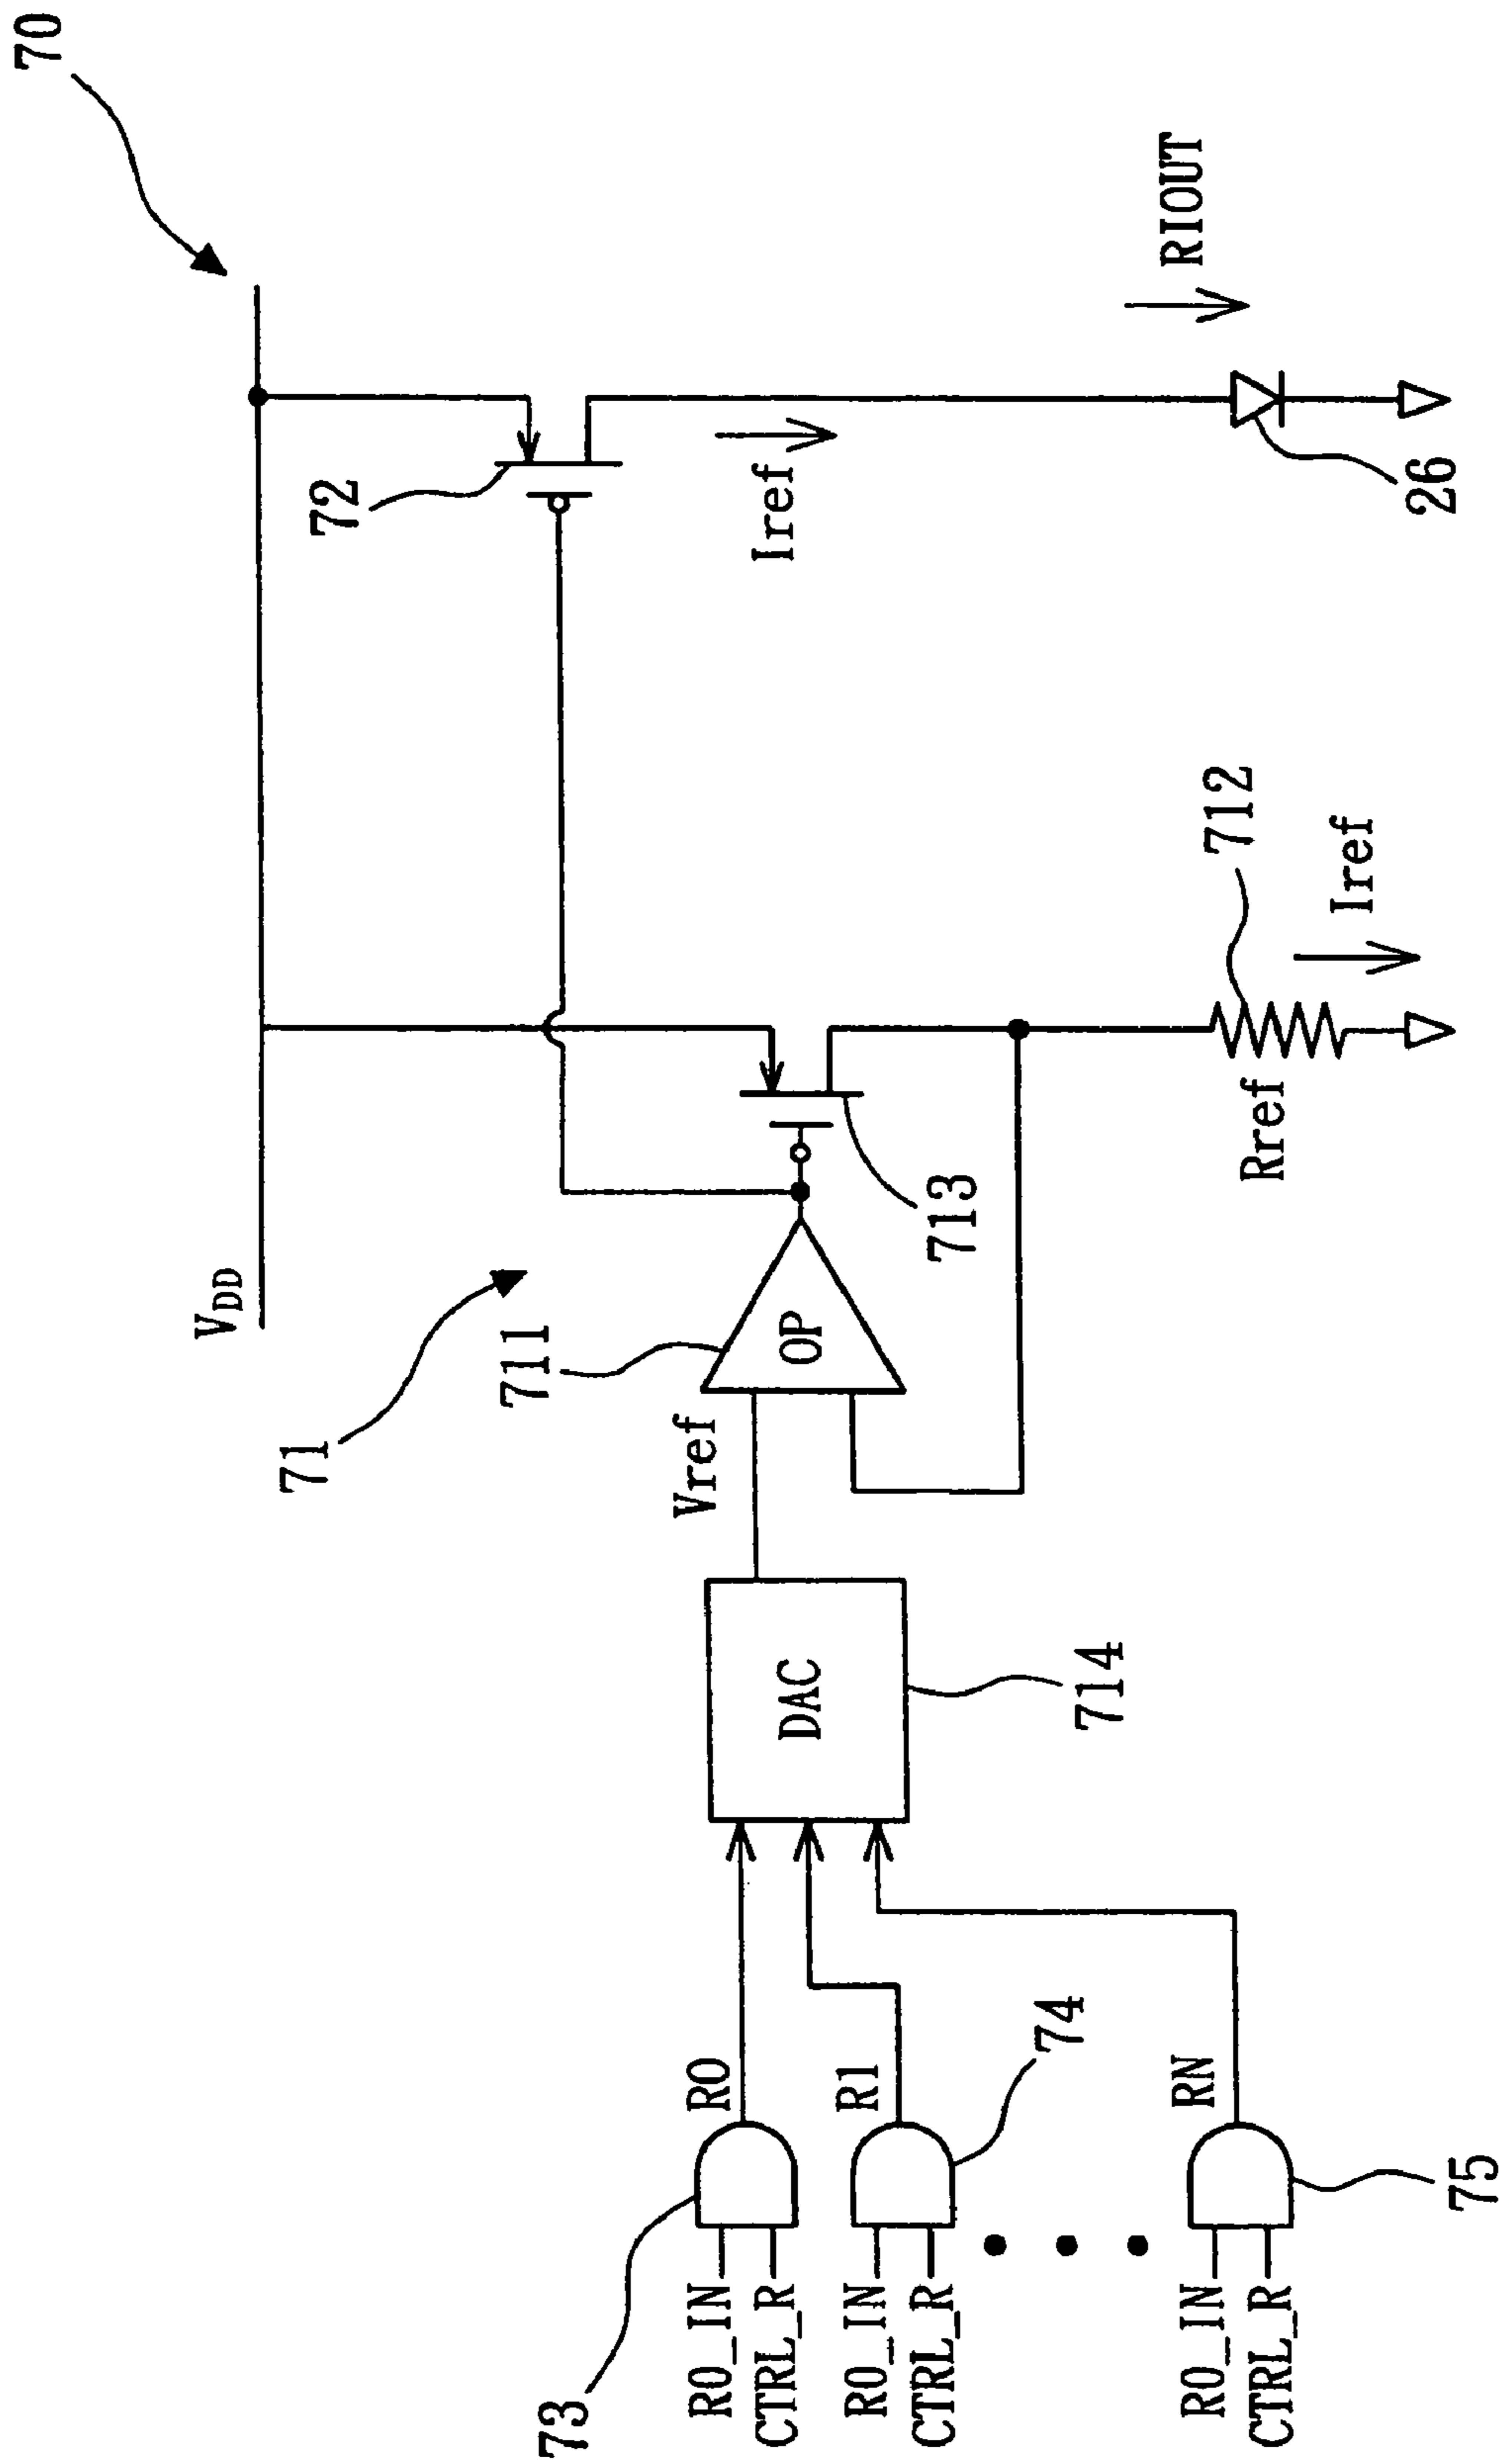 70
VDD
71
72
711
Iref
RIOUT
Vref
OP
713
DAC
714
Rref
712
Iref
26
73
R0_IN
CTRL_R
R0
R0_IN
CTRL_R
R1
74
R0_IN
CTRL_R
RN
75